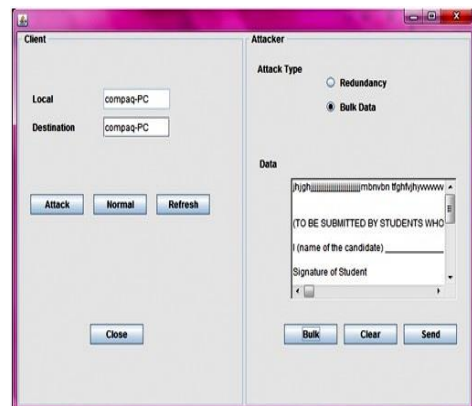 Client
Local
compaq-PC
Destination
compaq-PC
Attack
Normal
Refresh
Close
Attacker
Attack Type
Redundancy
Bulk Data
Data
(TO BE SUBMITTED BY STUDENTS WHO
I (name of the candidate)
Signature of Student
Bulk
Clear
Send